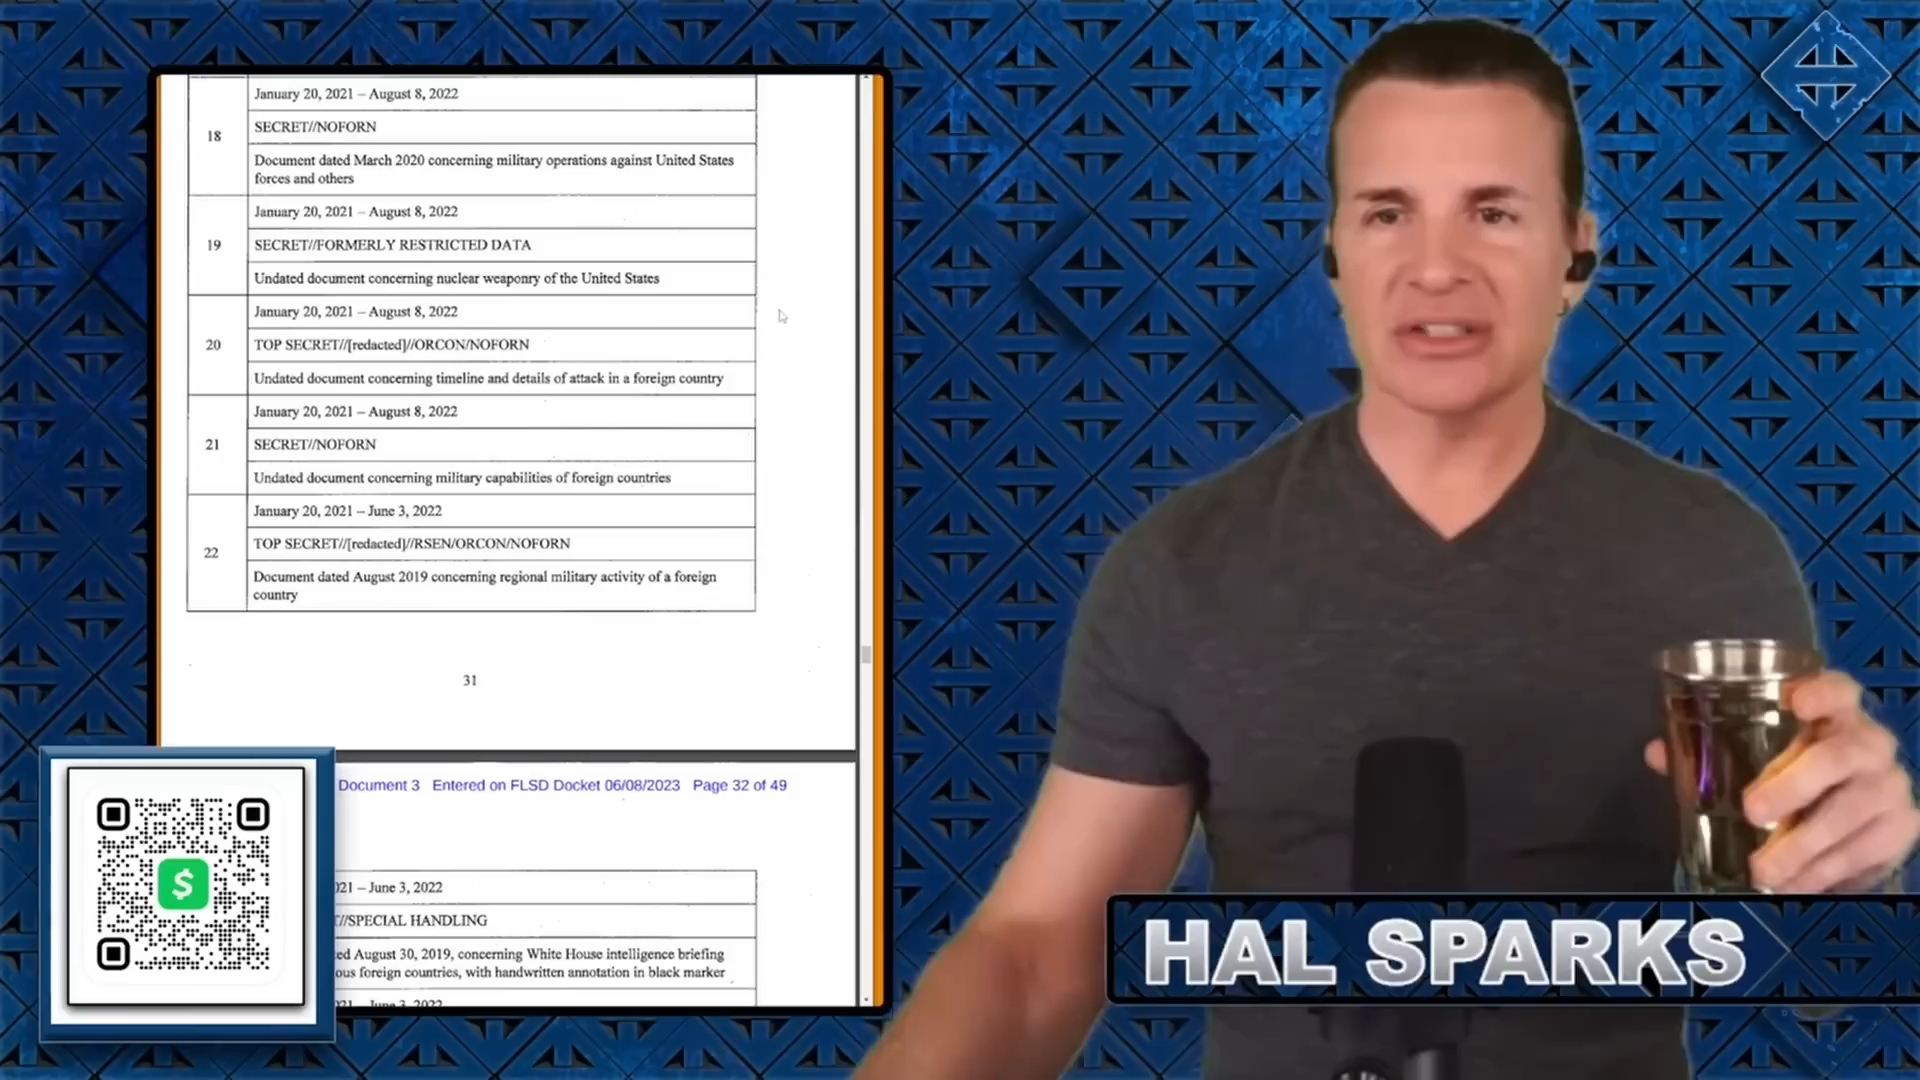 January 20, 2021 – August 8, 2022
18
SECRET//NOFORN
Document dated March 2020 concerning military operations against United States
forces and others
January 20, 2021 – August 8, 2022
19
SECRET//FORMERLY RESTRICTED DATA
Undated document concerning nuclear weaponry of the United States
January 20, 2021 – August 8, 2022
20
TOP SECRET//[redacted]//ORCON/NOFORN
Undated document concerning timeline and details of attack in a foreign country
January 20, 2021 – August 8, 2022
21
SECRET//NOFORN
Undated document concerning military capabilities of foreign countries
January 20, 2021 – June 3, 2022
22
TOP SECRET//[redacted]//RSEN/ORCON/NOFORN
Document dated August 2019 concerning regional military activity of a foreign
country
31
Document 3 Entered on FLSD Docket 06/08/2023 Page 32 of 49
021 – June 3, 2022
//SPECIAL HANDLING
ed August 30, 2019, concerning White House intelligence briefing
ous foreign countries, with handwritten annotation in black marker
021 – June 3, 2022
$
HAL SPARKS